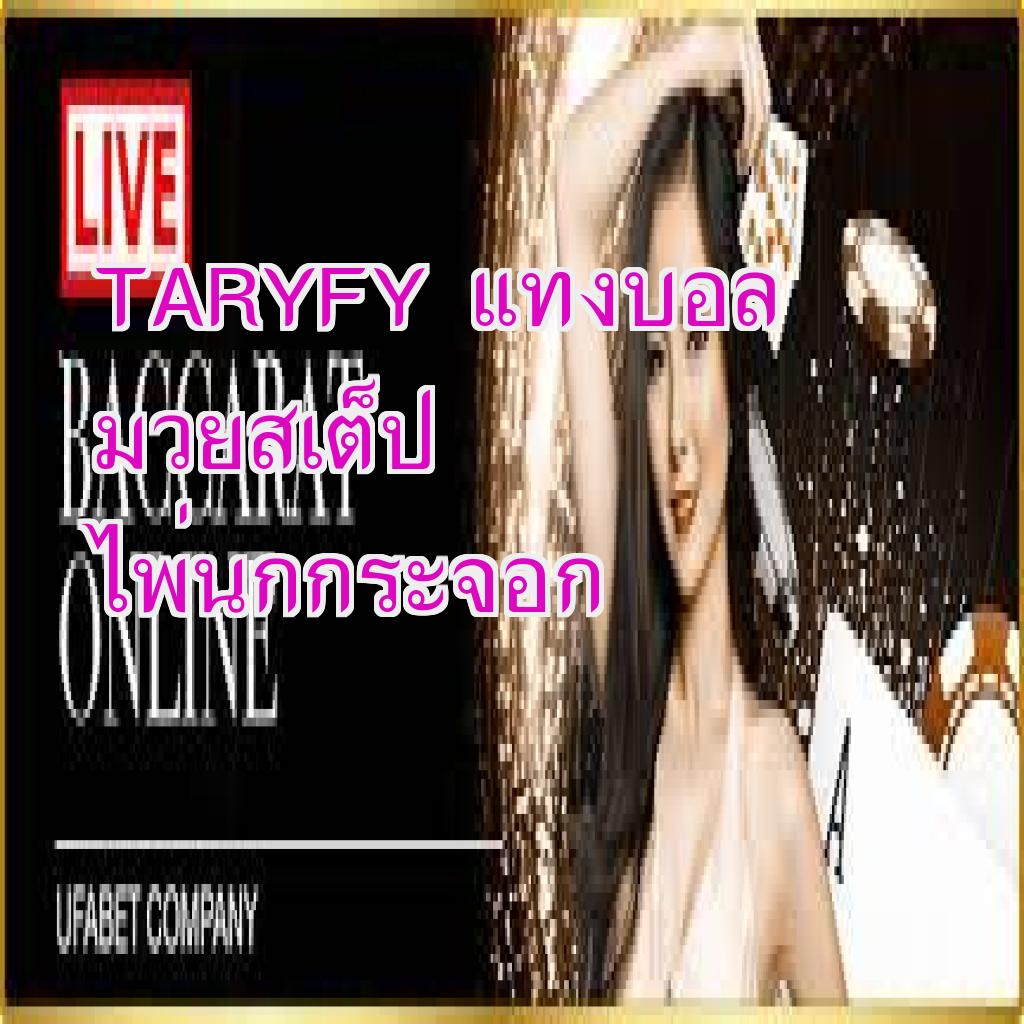 LIVE
TARYFY แทงบอล
BACCARAT
มวยสเต็ป
ไพ่นกกระจอก
ONLINE
A
UFABET COMPANY